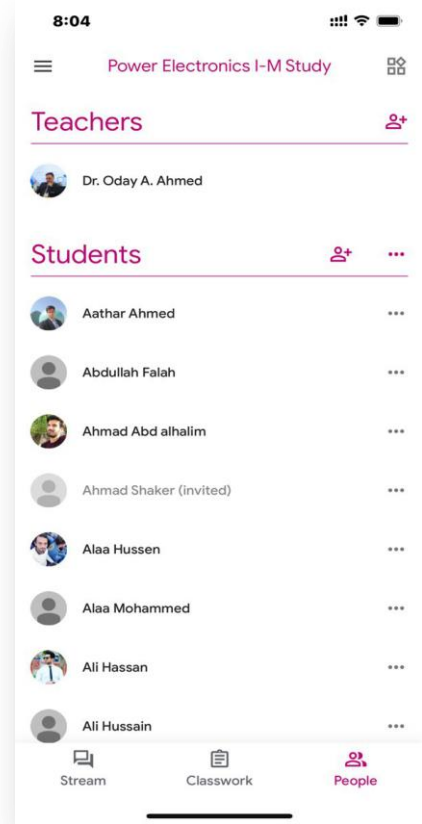 8:04
Power Electronics I-M Study
Teachers
Dr. Oday A. Ahmed
Students
Aathar Ahmed
Abdullah Falah
Ahmad Abd alhalim
Ahmad Shaker (invited)
Alaa Hussen
Alaa Mohammed
Ali Hassan
Ali Hussain
Stream Classwork People